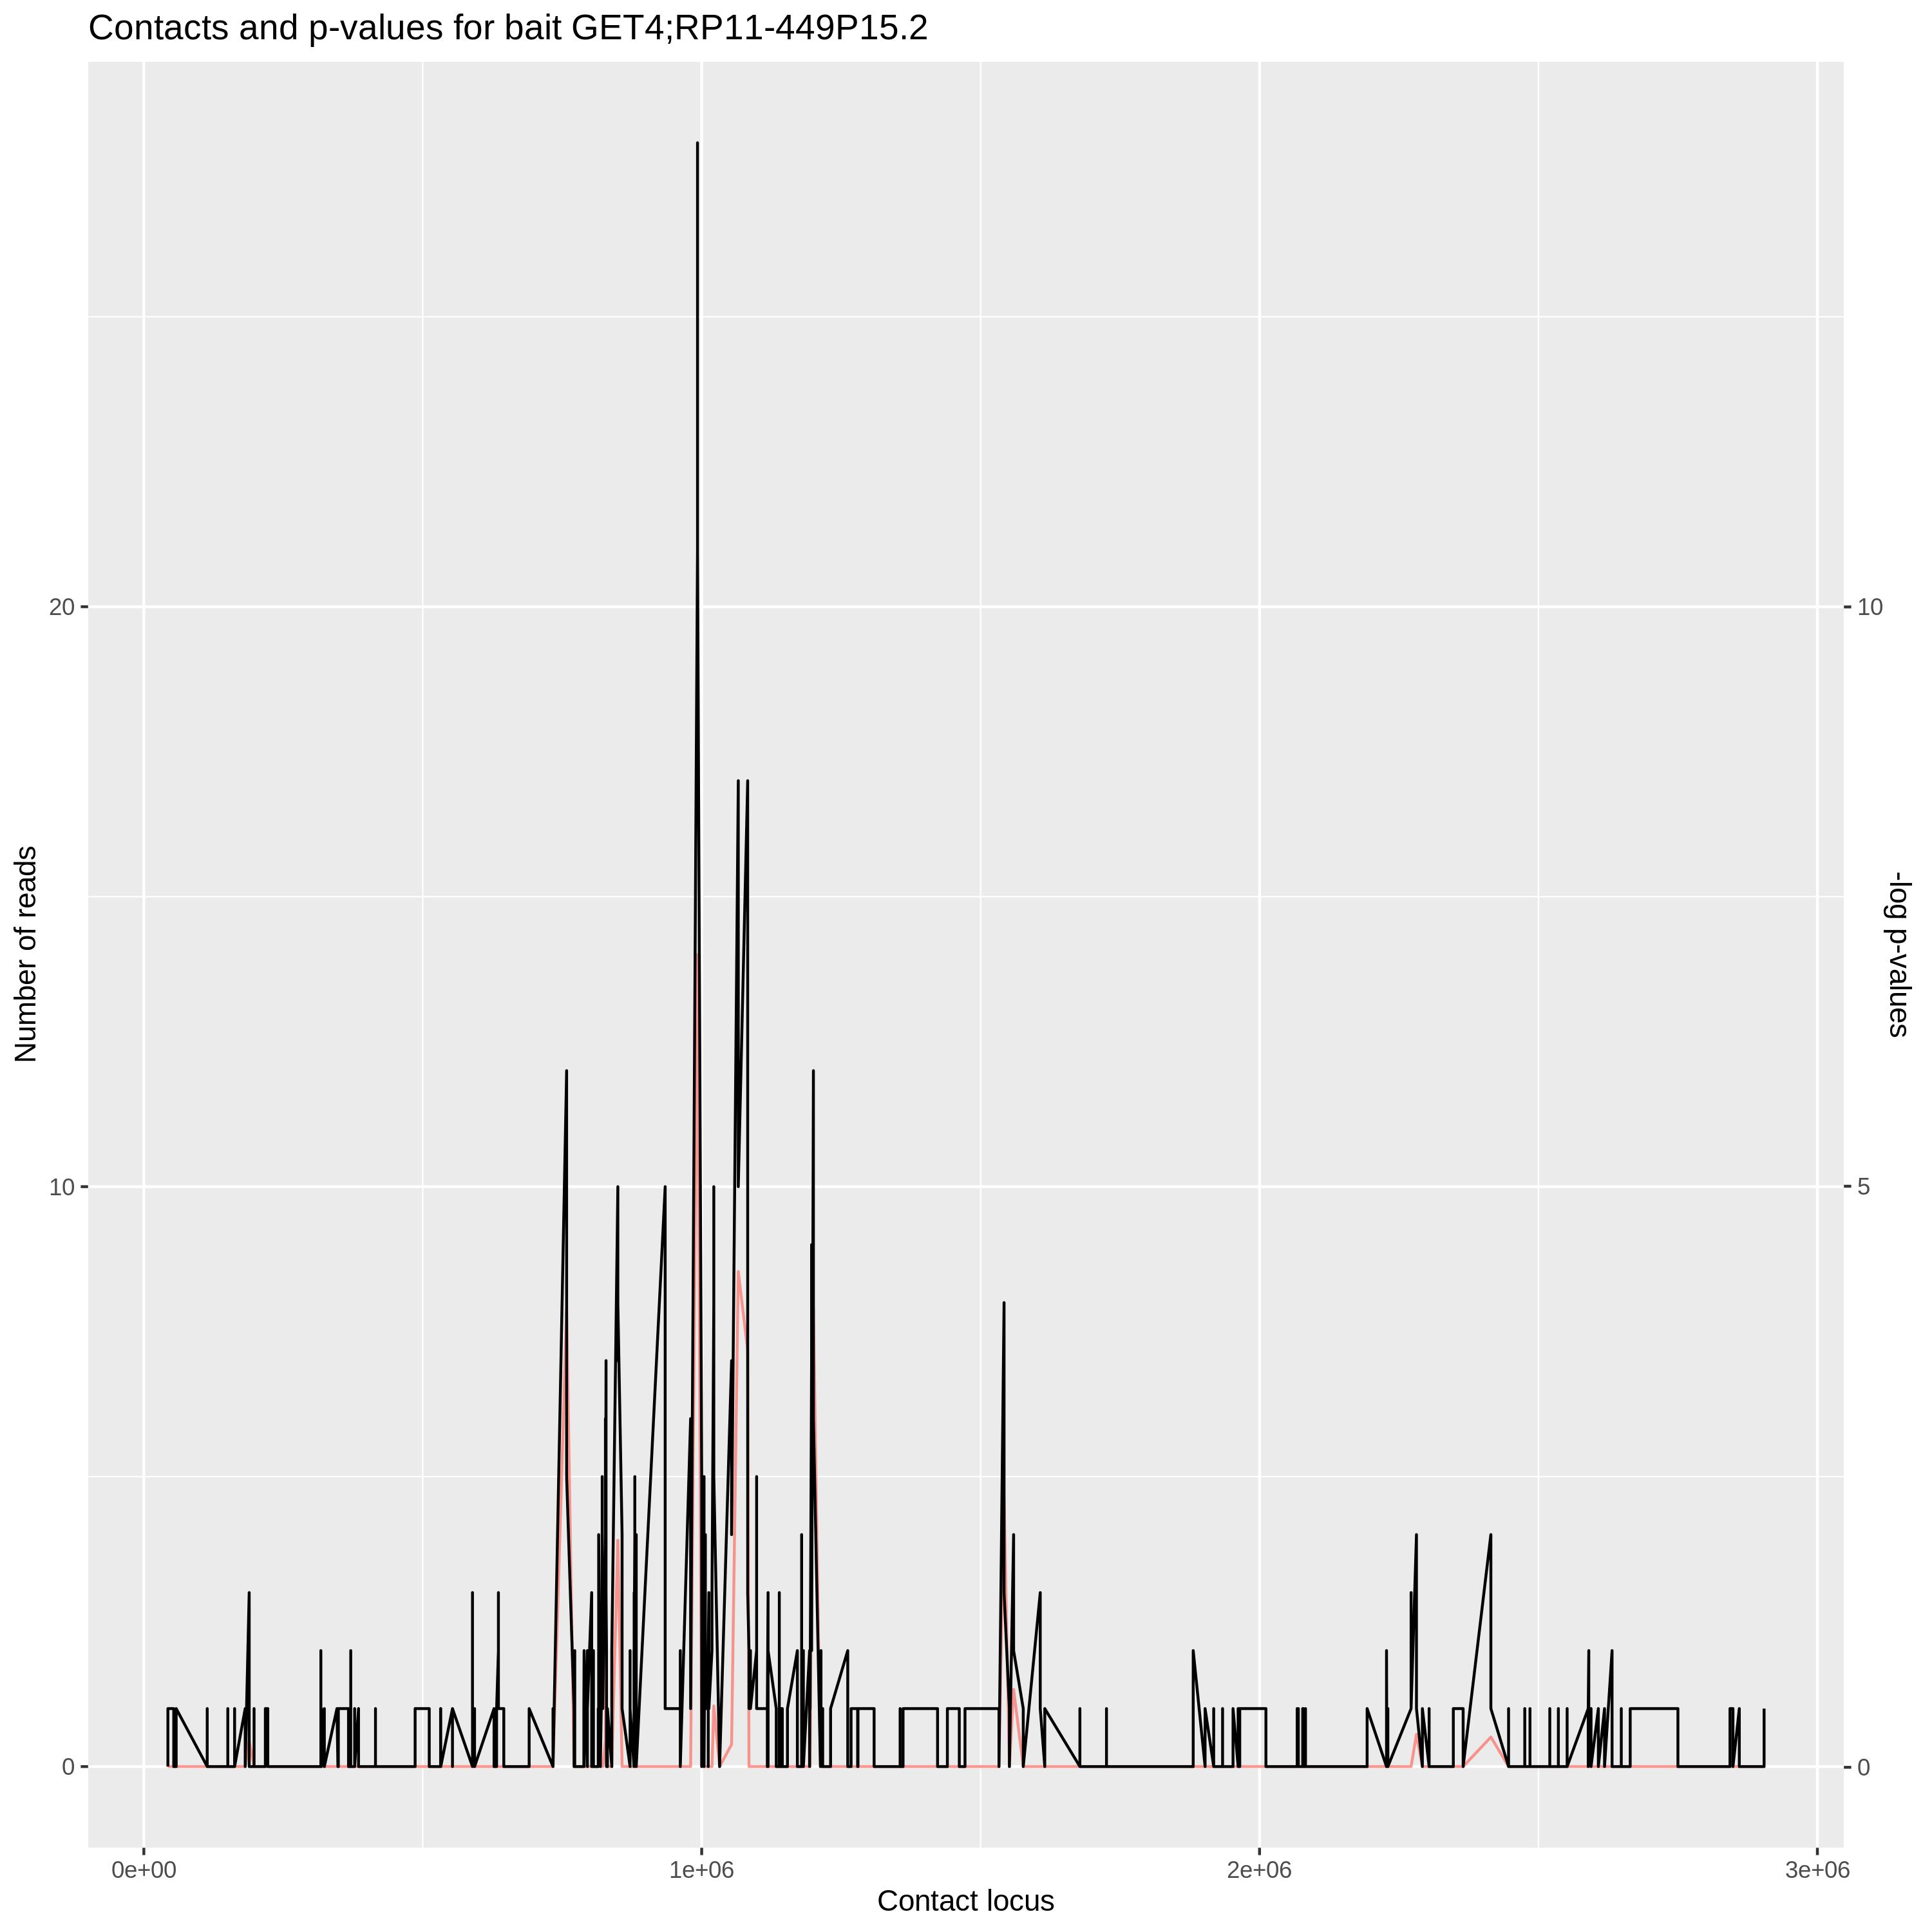 Contacts and p-values for bait GET4;RP11-449P15.2
Number of reads
20
10
0
10
5
0
-log p-values
0e+00 1e+06 2e+06 3e+06
Contact locus